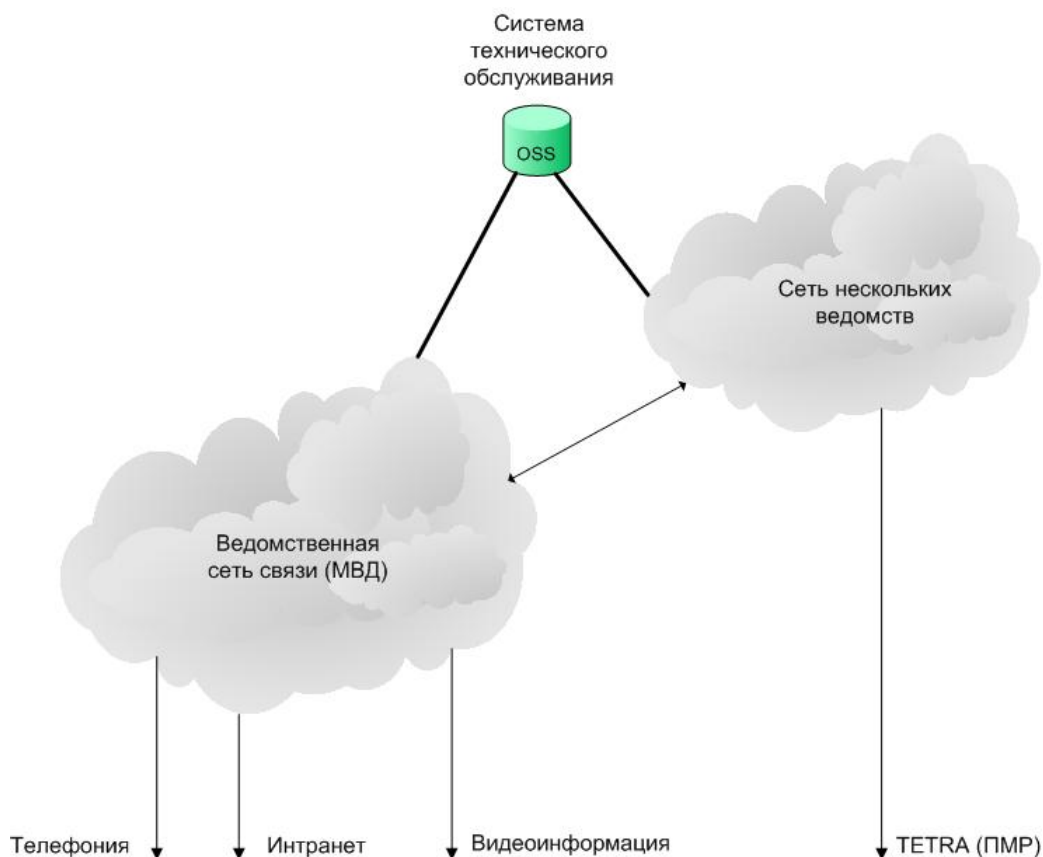 Система
технического
обслуживания
OSS
Сеть нескольких
ведомств
Ведомственная
сеть связи (МВД)
Телефония
Интранет
Видеоинформация
TETRA (ПМР)